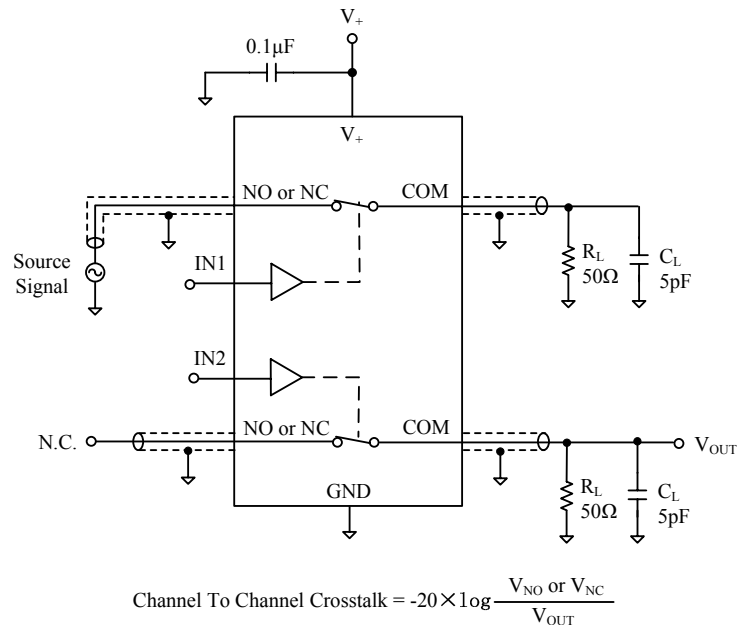 V+
0.1μF
V+
NO or NC
COM
Source
Signal
IN1
RL
50Ω
CL
5pF
IN2
N.C.
NO or NC
COM
VOUT
GND
RL
50Ω
CL
5pF
Channel To Channel Crosstalk = -20×log VNO or VNC
VOUT